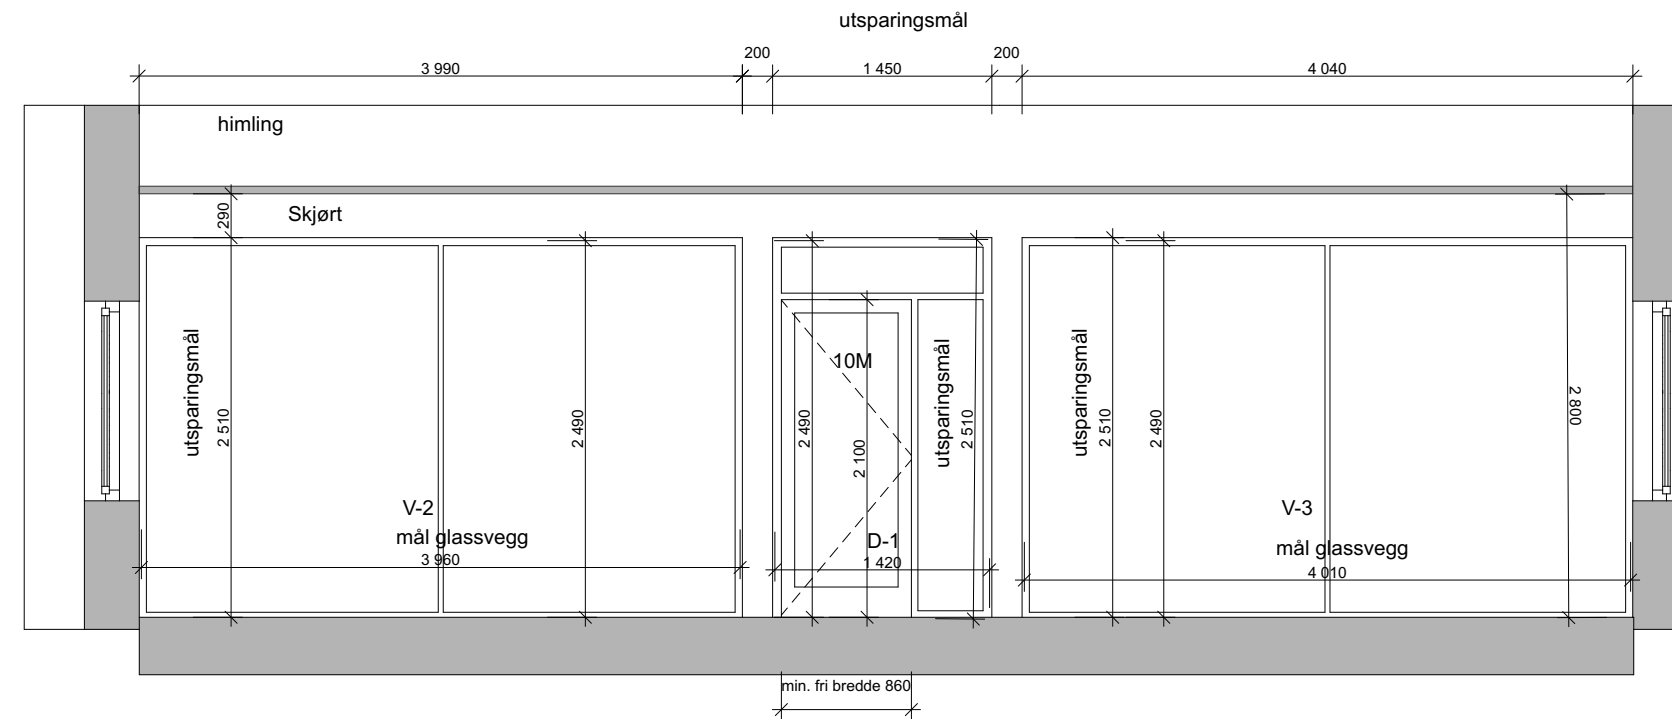 utsparingsmål
200
200
3 990
1 450
4 040
himling
290
Skjørt
utsparingsmål
2 510
2 490
10M
2 490
2 100
utsparingsmål
2 510
utsparingsmål
2 510
2 490
2 800
V-2
mål glassvegg
3 960
D-1
1 420
V-3
mål glassvegg
4 010
min. fri bredde 860